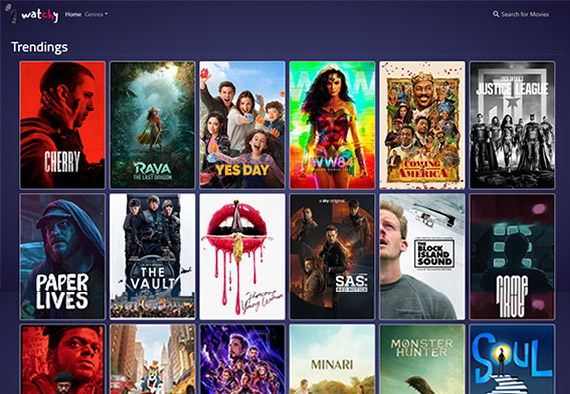 watchy
Home Genres
Search for Movies
Trendings
CHERRY
RAYA
THE LAST DRAGON
YES DAY
WW84
COMING
AMERICA
JUSTICE LEAGUE
PAPER
LIVES
THE
VAULT
Promising
Young Woman
a sky original
SAS:
RED NOTICE
THE
BLOCK
ISLAND
SOUND
COME
TRUE
MINARI
MONSTER
HUNTER
SOUL